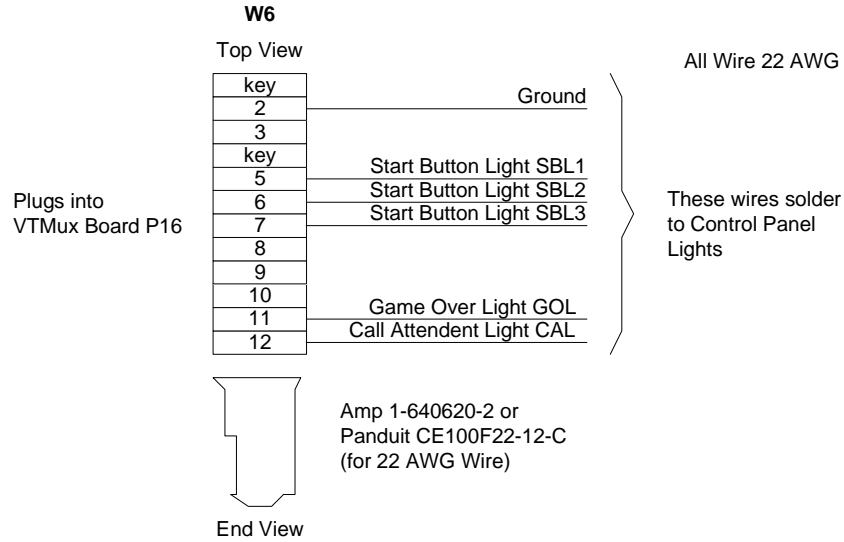 W6
Top View
All Wire 22 AWG
key
2
Ground
3
key
5
Start Button Light SBL1
6
Start Button Light SBL2
7
Start Button Light SBL3
8
9
10
11
Game Over Light GOL
12
Call Attendent Light CAL
Plugs into
VTMux Board P16
These wires solder
to Control Panel
Lights
Amp 1-640620-2 or
Panduit CE100F22-12-C
(for 22 AWG Wire)
End View